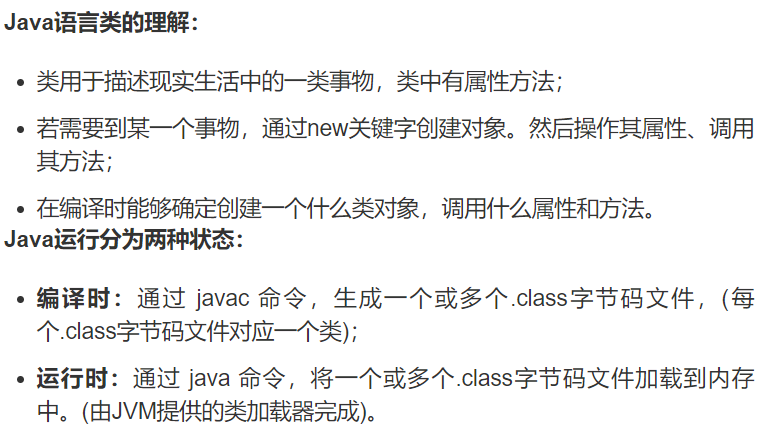 Java语言类的理解：
• 类用于描述现实生活中的一类事物，类中有属性方法；
• 若需要到某一个事物，通过new关键字创建对象。然后操作其属性、调用
其方法；
• 在编译时能够确定创建一个什么类对象，调用什么属性和方法。
Java运行分为两种状态：
• 编译时：通过 javac 命令，生成一个或多个.class字节码文件，(每
个.class字节码文件对应一个类)；
• 运行时：通过 java 命令，将一个或多个.class字节码文件加载到内存
中。(由JVM提供的类加载器完成)。